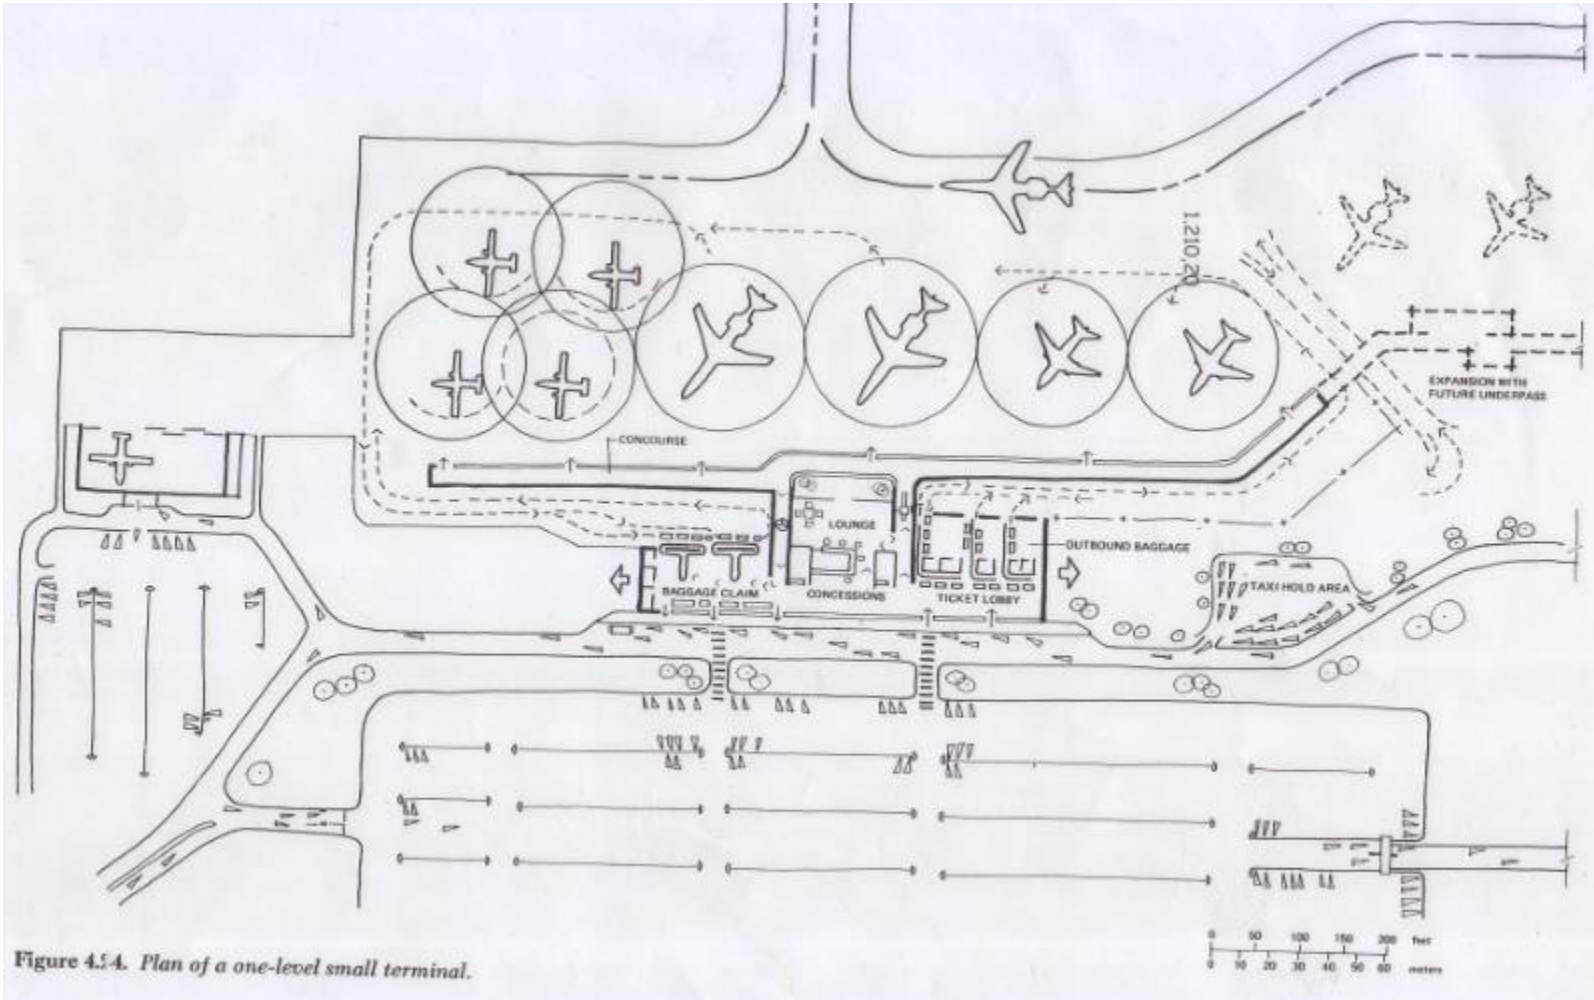 1,210,20
CONCOURSE
EXPANSION WITH
FUTURE UNDERPASS
LOUNGE
OUTBOUND BAGGAGE
BAGGAGE CLAIM
CONCESSIONS
TICKET LOBBY
TAXI HOLD AREA
0 50 100 150 200 feet
0 10 20 30 40 50 60 meters
Plan of a one-level small terminal.
Figure